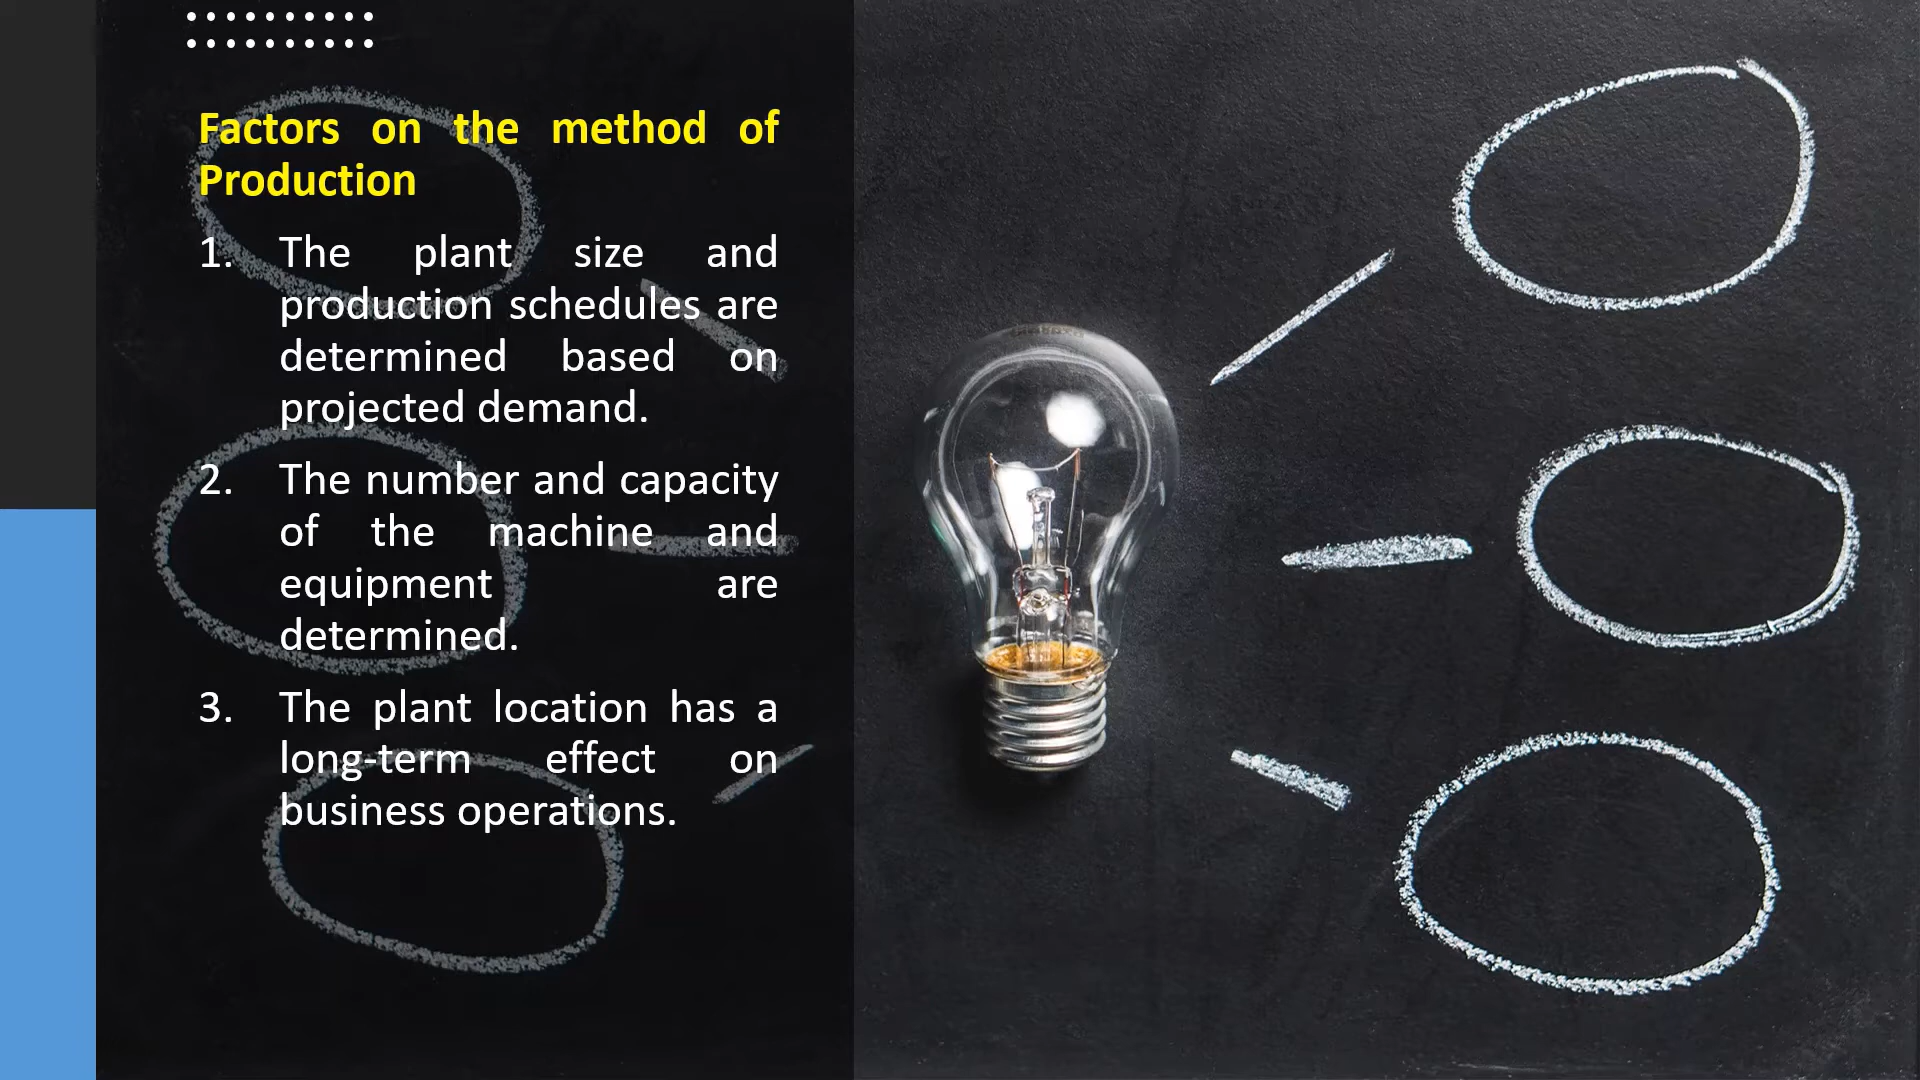 Factors on the method of
Production
1. The plant size and
production schedules are
determined based on
projected demand.
2. The number and capacity
of the machine and
equipment are
determined.
3. The plant location has a
long-term effect on
business operations.